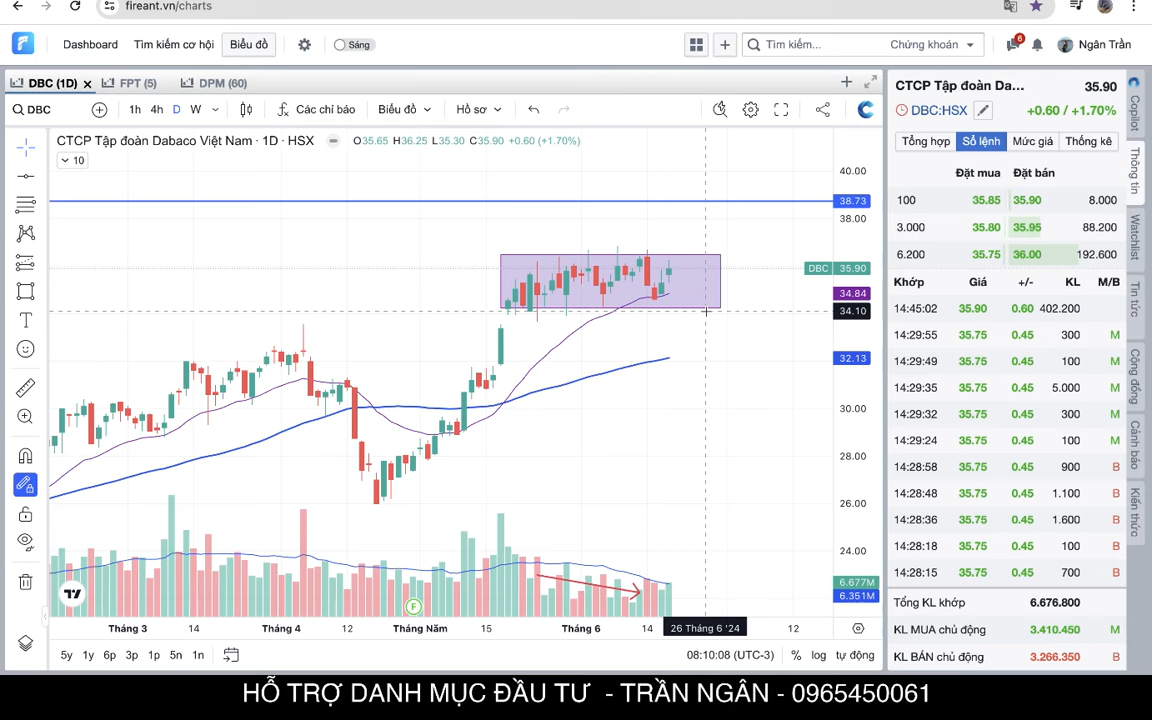 fireant.vn/charts
Dashboard Tìm kiếm cơ hội Biểu đồ Sáng Tìm kiếm... Chứng khoán 6 Ngân Trần
DBC (1D) FPT (5) DPM (60)
DBC 1h 4h D W Các chỉ báo Biểu đồ Hồ sơ
CTCP Tập đoàn Dabaco Việt Nam · 1D · HSX O35.65 H36.25 L35.30 C35.90 +0.60 (+1.70%)
10
40.00
38.73
38.00
DBC 35.90
34.84
34.10
32.13
30.00
28.00
26.00
24.00
6.677M
6.351M
F
Tháng 3 14 Tháng 4 12 Tháng Năm 15 Tháng 6 14 26 Tháng 6 '24 12
5y 1y 6p 3p 1p 5n 1n 08:10:08 (UTC-3) % log tự động
CTCP Tập đoàn Da... 35.90
DBC:HSX +0.60 / +1.70%
Tổng hợp Sổ lệnh Mức giá Thống kê
Đặt mua Đặt bán
100 35.85 35.90 8.000
3.000 35.80 35.95 88.200
6.200 35.75 36.00 192.600
Khớp Giá +/- KL M/B
14:45:02 35.90 0.60 402.200
14:29:55 35.75 0.45 300 M
14:29:49 35.75 0.45 100 M
14:29:35 35.75 0.45 5.000 M
14:29:32 35.75 0.45 300 M
14:29:24 35.75 0.45 100 M
14:28:58 35.75 0.45 900 B
14:28:48 35.75 0.45 1.100 B
14:28:36 35.75 0.45 1.600 B
14:28:18 35.75 0.45 100 B
14:28:15 35.75 0.45 700 B
Tổng KL khớp 6.676.800
KL MUA chủ động 3.410.450 M
KL BÁN chủ động 3.266.350 B
Copilot
Thông tin
Watchlist
Tin tức
Cộng đồng
Cảnh báo
Kiến thức
HỖ TRỢ DANH MỤC ĐẦU TƯ - TRẦN NGÂN - 0965450061